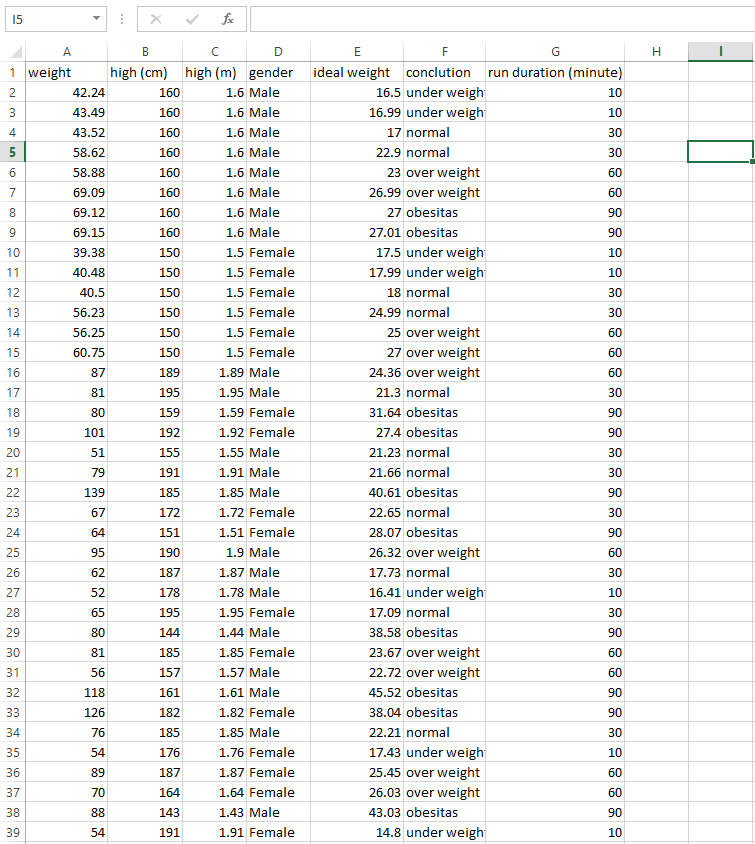 I5 fx
A B C D E F G H I
1 weight high (cm) high (m) gender ideal weight conclution run duration (minute)
2 42.24 160 1.6 Male 16.5 under weigh 10
3 43.49 160 1.6 Male 16.99 under weigh 10
4 43.52 160 1.6 Male 17 normal 30
5 58.62 160 1.6 Male 22.9 normal 30
6 58.88 160 1.6 Male 23 over weight 60
7 69.09 160 1.6 Male 26.99 over weight 60
8 69.12 160 1.6 Male 27 obesitas 90
9 69.15 160 1.6 Male 27.01 obesitas 90
10 39.38 150 1.5 Female 17.5 under weigh 10
11 40.48 150 1.5 Female 17.99 under weigh 10
12 40.5 150 1.5 Female 18 normal 30
13 56.23 150 1.5 Female 24.99 normal 30
14 56.25 150 1.5 Female 25 over weight 60
15 60.75 150 1.5 Female 27 over weight 60
16 87 189 1.89 Male 24.36 over weight 60
17 81 195 1.95 Male 21.3 normal 30
18 80 159 1.59 Female 31.64 obesitas 90
19 101 192 1.92 Female 27.4 obesitas 90
20 51 155 1.55 Male 21.23 normal 30
21 79 191 1.91 Male 21.66 normal 30
22 139 185 1.85 Male 40.61 obesitas 90
23 67 172 1.72 Female 22.65 normal 30
24 64 151 1.51 Female 28.07 obesitas 90
25 95 190 1.9 Male 26.32 over weight 60
26 62 187 1.87 Male 17.73 normal 30
27 52 178 1.78 Male 16.41 under weigh 10
28 65 195 1.95 Female 17.09 normal 30
29 80 144 1.44 Male 38.58 obesitas 90
30 81 185 1.85 Female 23.67 over weight 60
31 56 157 1.57 Male 22.72 over weight 60
32 118 161 1.61 Male 45.52 obesitas 90
33 126 182 1.82 Female 38.04 obesitas 90
34 76 185 1.85 Male 22.21 normal 30
35 54 176 1.76 Female 17.43 under weigh 10
36 89 187 1.87 Female 25.45 over weight 60
37 70 164 1.64 Female 26.03 over weight 60
38 88 143 1.43 Male 43.03 obesitas 90
39 54 191 1.91 Female 14.8 under weigh 10